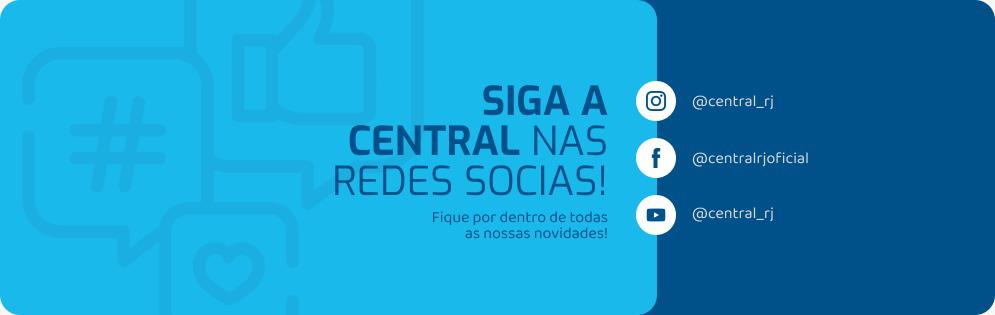 SIGA A
CENTRAL NAS
REDES SOCIAS!
Fique por dentro de todas
as nossas novidades!
@central_rj
@centralrjoficial
@central_rj